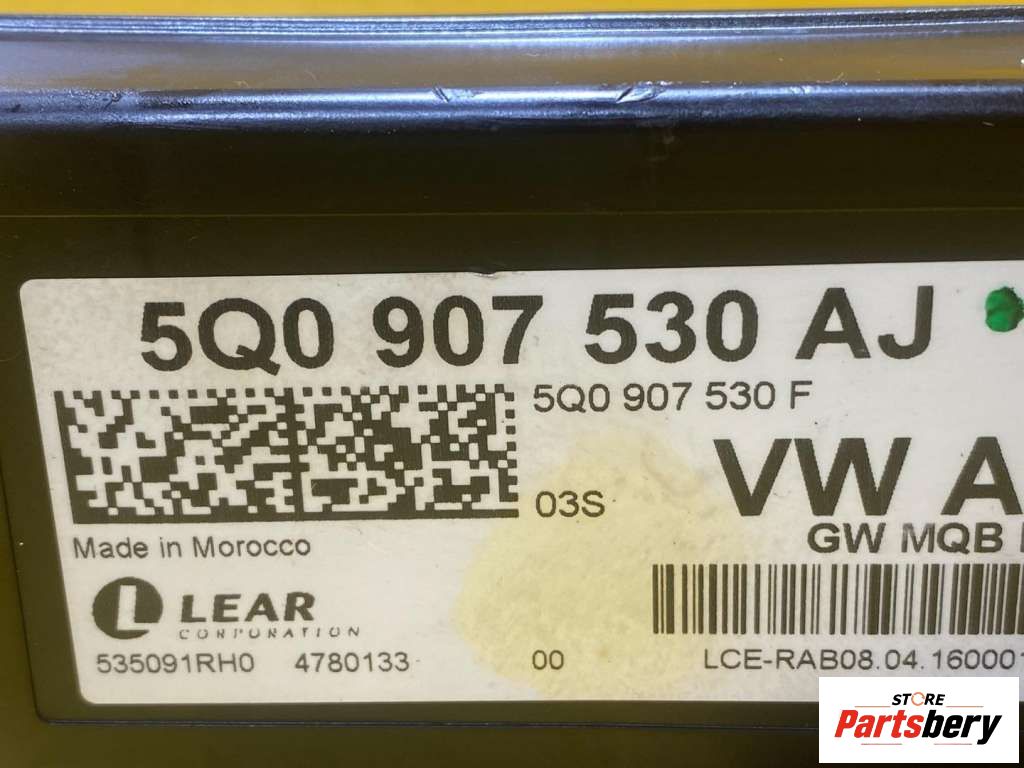 5Q0 907 530 AJ
5Q0 907 530 F
VW A
03S
GW MQB
Made in Morocco
LEAR
CORPORATION
535091RH0 4780133 00 LCE-RAB08.04.160001
STORE
Partsbery